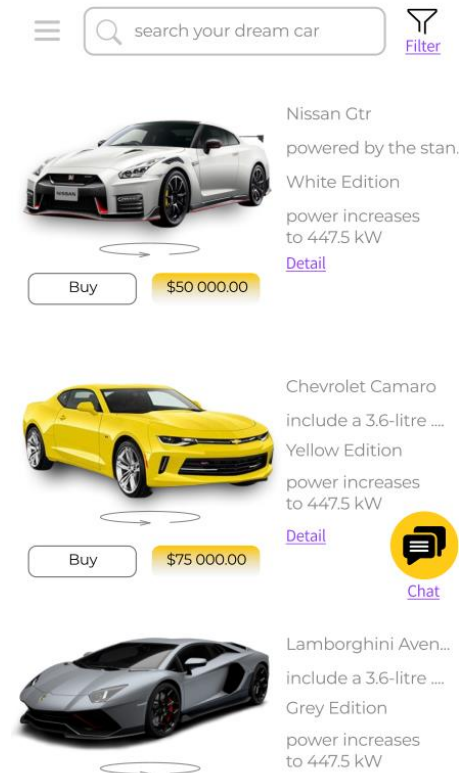 search your dream car
Filter
Nissan Gtr
powered by the stan.
White Edition
power increases
to 447.5 kW
Detail
NISSAN
Buy
$50 000.00
Chevrolet Camaro
include a 3.6-litre ....
Yellow Edition
power increases
to 447.5 kW
Detail
Buy
$75 000.00
Chat
Lamborghini Aven...
include a 3.6-litre ....
Grey Edition
power increases
to 447.5 kW